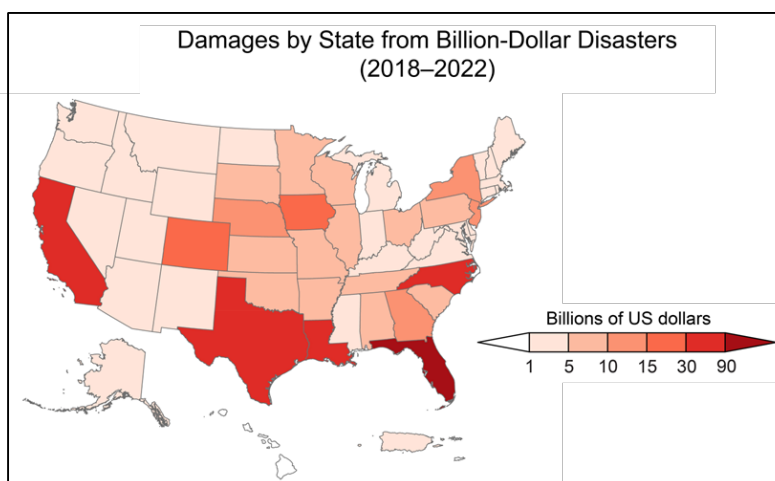 Damages by State from Billion-Dollar Disasters
(2018–2022)
Billions of US dollars
1 5 10 15 30 90